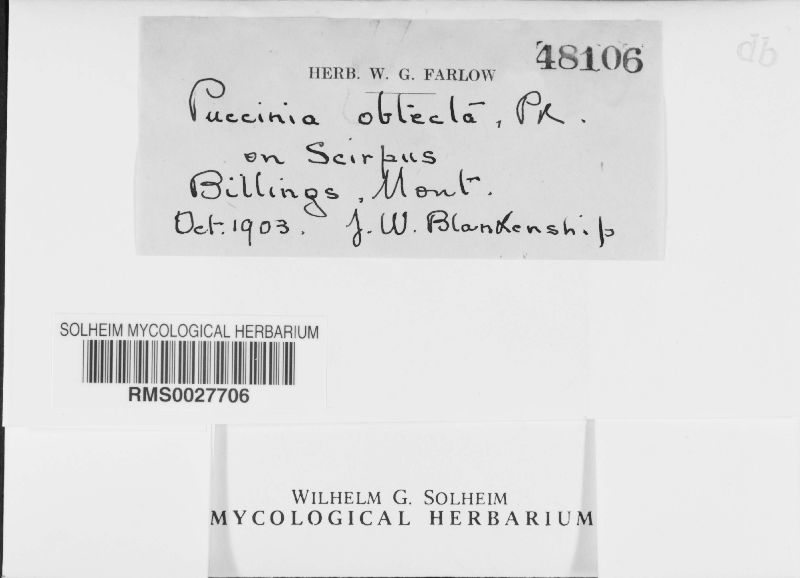 48106
HERB. W. G. FARLOW
Puccinia obtecta, Pk.
on Scirpus
Billings, Mont.
Oct. 1903. J. W. Blankenship
SOLHEIM MYCOLOGICAL HERBARIUM
RMS0027706
WILHELM G. SOLHEIM
MYCOLOGICAL HERBARIUM